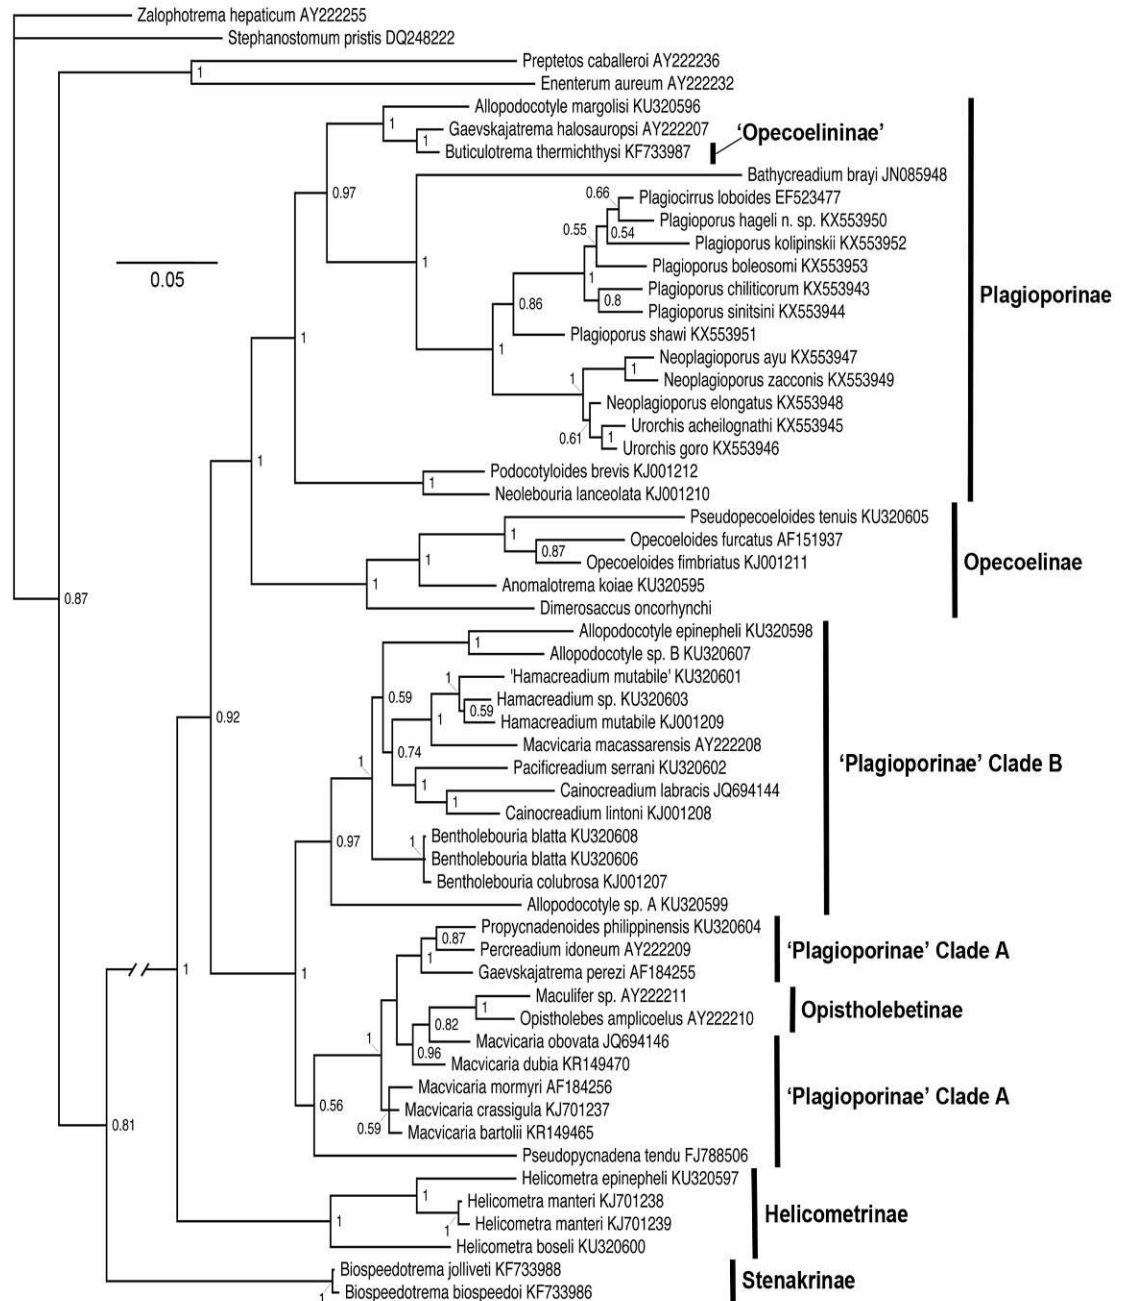 Zalophotrema hepaticum AY222255
Stephanostomum pristis DQ248222
Preptetos caballeroi AY222236
1
Enenterum aureum AY222232
Allopodocotyle margolisi KU320596
1
Gaevskajatrema halosauropsi AY222207
1
Buticulotrema thermichthysi KF733987
‘Opecoelininae’
Bathycreadium brayi JN085948
0.97
0.66
Plagiocirrus loboides EF523477
Plagioporus hageli n. sp. KX553950
0.55
0.54
Plagioporus kolipinskii KX553952
1
Plagioporus boleosomi KX553953
1
Plagioporus chiliticorum KX553943
0.8
Plagioporus sinitsini KX553944
0.86
Plagioporus shawi KX553951
Plagioporinae
0.05
1
1
Neoplagioporus ayu KX553947
1
1
Neoplagioporus zacconis KX553949
Neoplagioporus elongatus KX553948
Urorchis acheilognathi KX553945
0.61
1
Urorchis goro KX553946
1
Podocotyloides brevis KJ001212
1
Neolebouria lanceolata KJ001210
Pseudopecoeloides tenuis KU320605
1
Opecoeloides furcatus AF151937
0.87
Opecoeloides fimbriatus KJ001211
1
Opecoelinae
Anomalotrema koiae KU320595
1
Dimerosaccus oncorhynchi
0.87
Allopodocotyle epinepheli KU320598
1
Allopodocotyle sp. B KU320607
'Hamacreadium mutabile' KU320601
1
Hamacreadium sp. KU320603
0.59
0.59
Hamacreadium mutabile KJ001209
1
0.92
Macvicaria macassarensis AY222208
0.74
1
Pacificreadium serrani KU320602
‘Plagioporinae’ Clade B
1
Cainocreadium labracis JQ694144
1
Cainocreadium lintoni KJ001208
Bentholebouria blatta KU320608
0.97
1
Bentholebouria blatta KU320606
Bentholebouria colubrosa KJ001207
Allopodocotyle sp. A KU320599
Propycnadenoides philippinensis KU320604
0.87
Percreadium idoneum AY222209
1
‘Plagioporinae’ Clade A
Gaevskajatrema perezi AF184255
1
1
Maculifer sp. AY222211
1
Opistholebes amplicoelus AY222210
Opistholebetinae
0.82
1
Macvicaria obovata JQ694146
0.96
Macvicaria dubia KR149470
Macvicaria mormyri AF184256
0.56
Macvicaria crassigula KJ701237
‘Plagioporinae’ Clade A
0.59
Macvicaria bartolii KR149465
0.81
Pseudopycnadena tendu FJ788506
Helicometra epinepheli KU320597
1
Helicometra manteri KJ701238
1
1
Helicometra manteri KJ701239
Helicometrinae
Helicometra boseli KU320600
Biospeedotrema jolliveti KF733988
1
Biospeedotrema biospeedoi KF733986
Stenakrinae